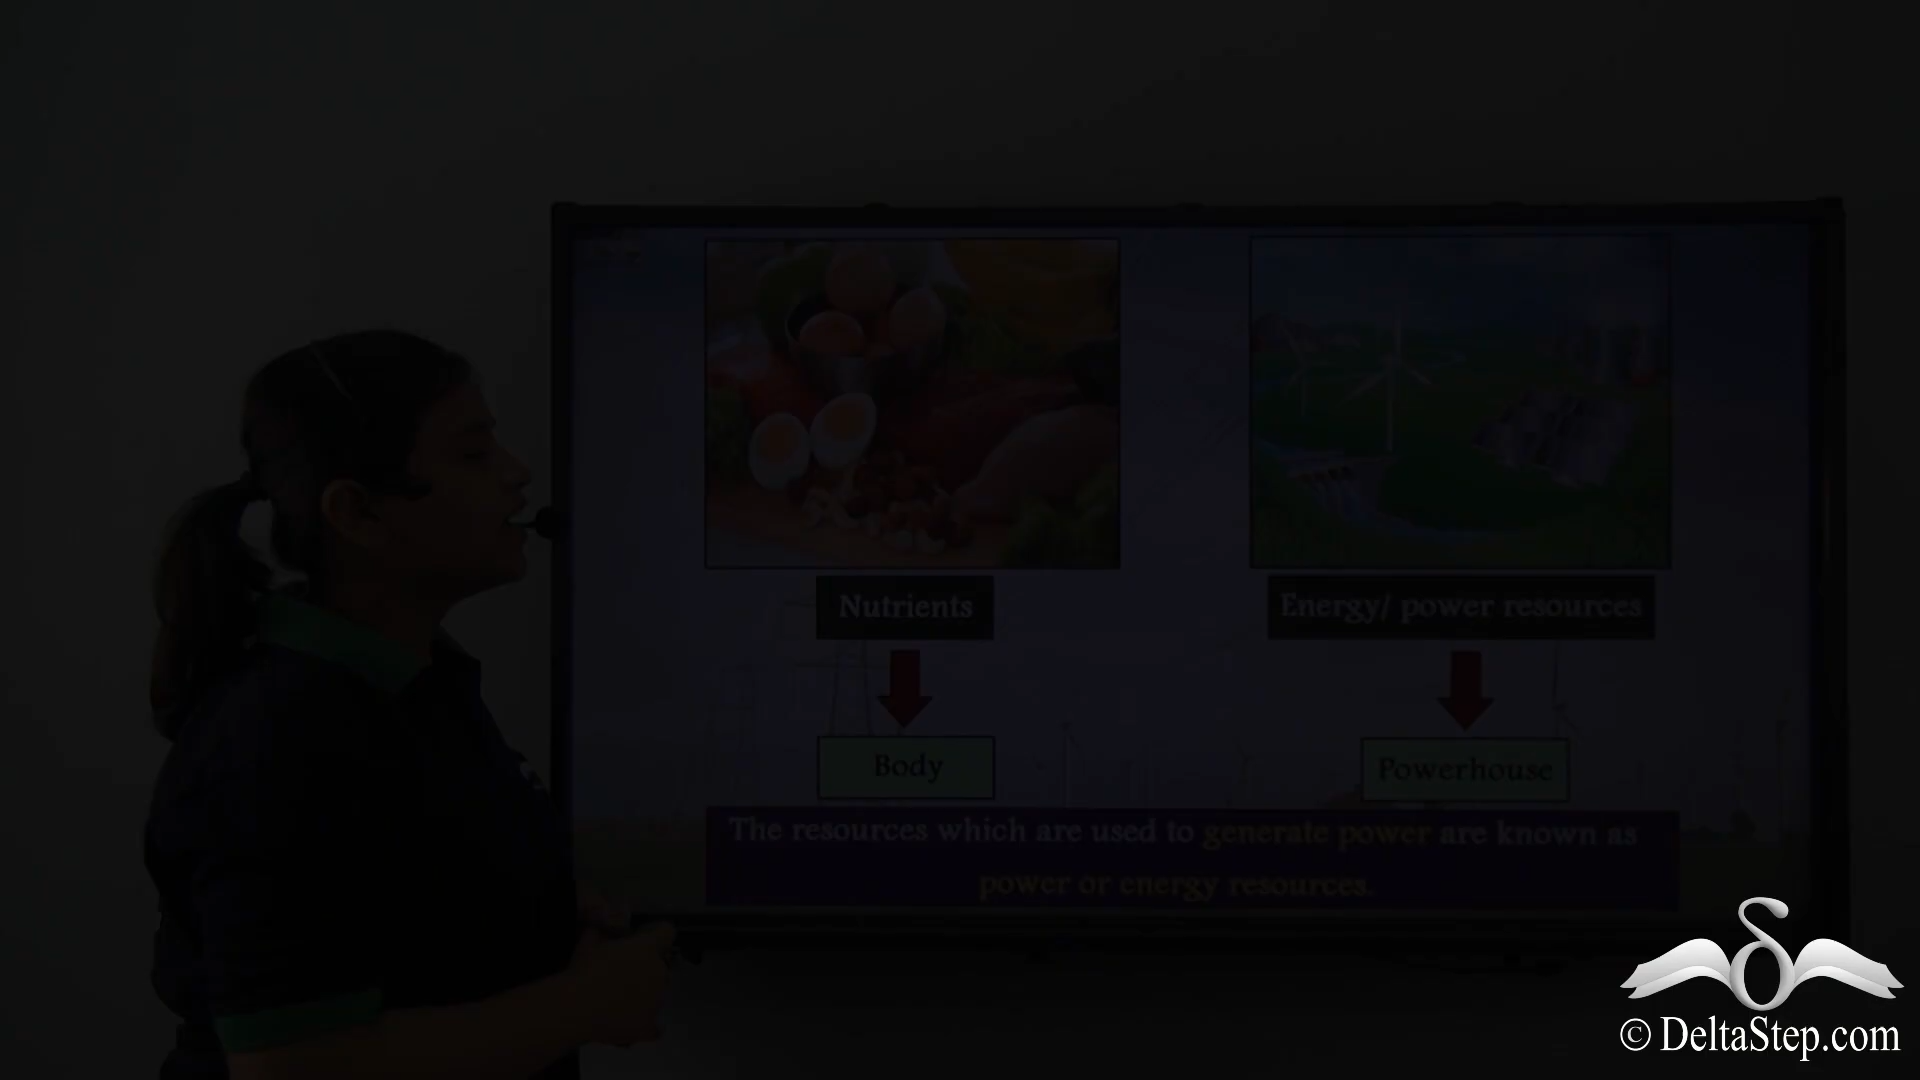 Nutrients
Energy/ power resources
Body
Powerhouse
The resources which are used to generate power are known as
power or energy resources.
© DeltaStep.com